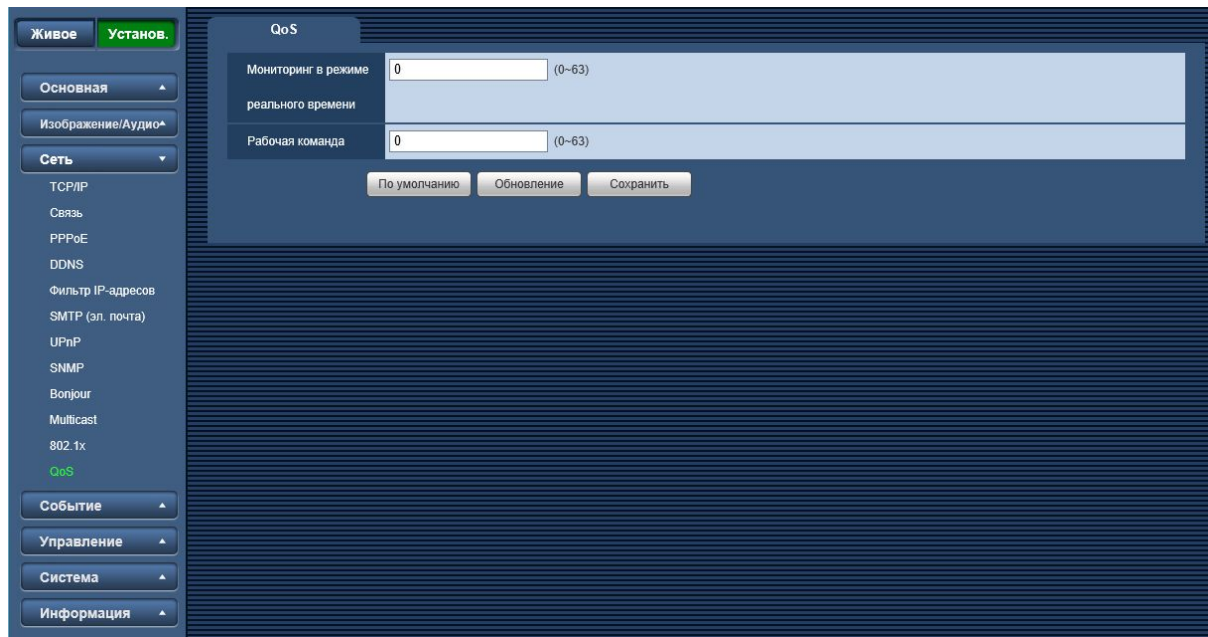 Живое
Установ.
Основная
Изображение/Аудио
Сеть
TCP/IP
Связь
PPPoE
DDNS
Фильтр IP-адресов
SMTP (эл. почта)
UPnP
SNMP
Bonjour
Multicast
802.1x
QoS
Событие
Управление
Система
Информация
QoS
Мониторинг в режиме
реального времени
0
(0~63)
Рабочая команда
0
(0~63)
По умолчанию
Обновление
Сохранить